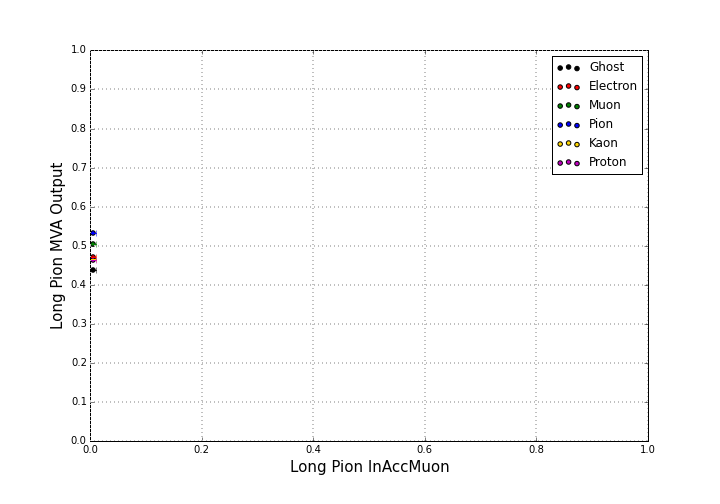 1.0
0.9
0.8
0.7
0.6
0.5
0.4
0.3
0.2
0.1
0.0
Long Pion MVA Output
Ghost
Electron
Muon
Pion
Kaon
Proton
0.0 0.2 0.4 0.6 0.8 1.0
Long Pion InAccMuon